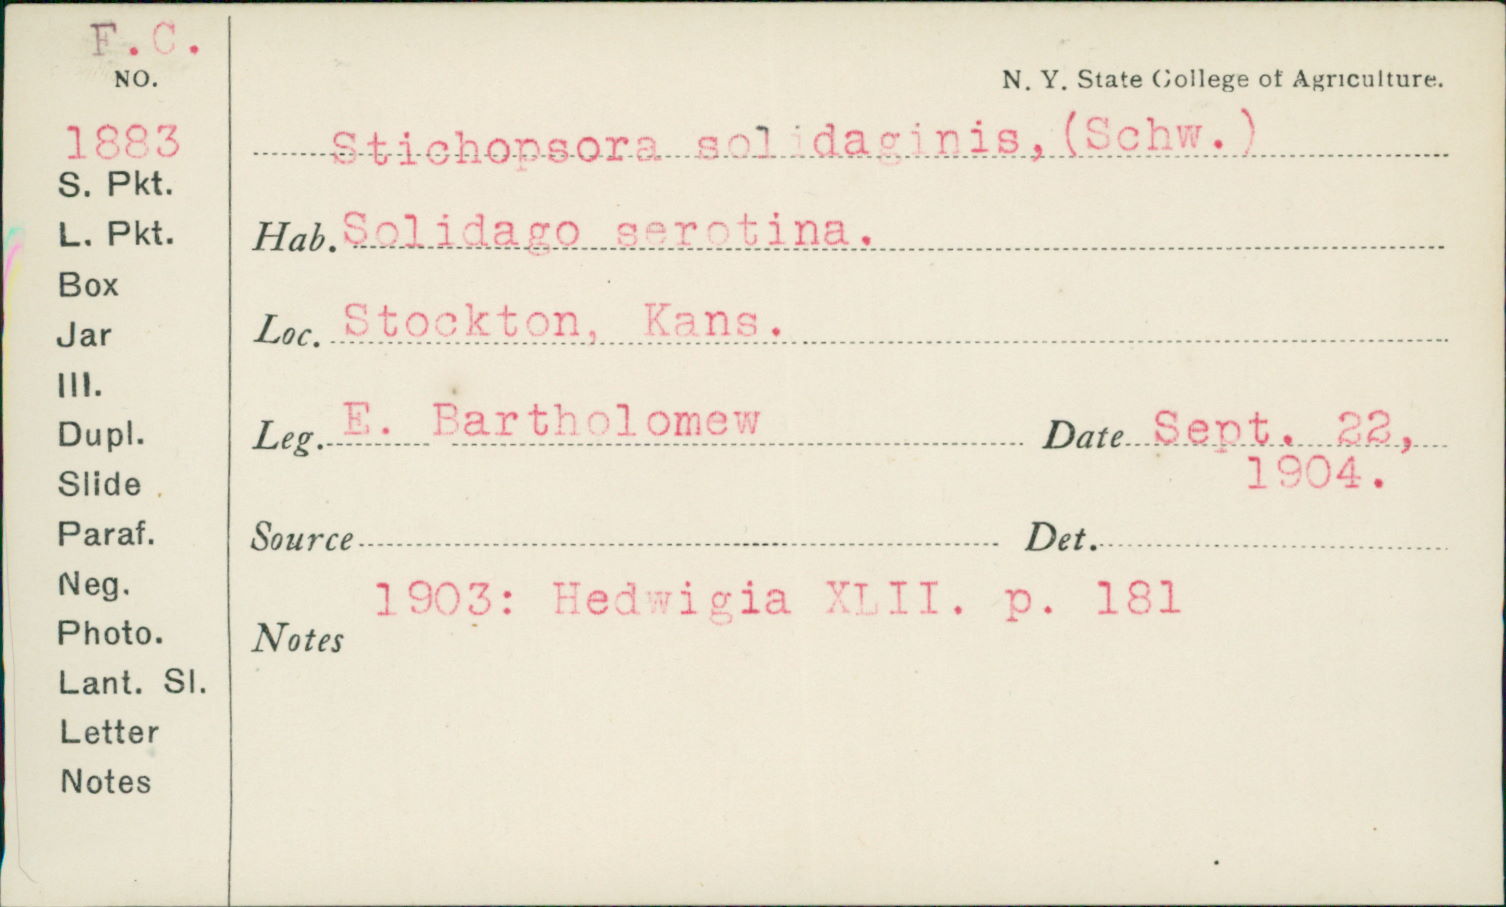 F.C.
NO.
N. Y. State College of Agriculture.
1883
Stichopsora solidaginis, (Schw.)
S. Pkt.
L. Pkt.
Hab. Solidago serotina.
Box
Jar
Loc. Stockton, Kans.
Ill.
Dupl.
Leg. E. Bartholomew Date Sept. 22,
1904.
Slide
Paraf.
Source Det.
Neg.
1903: Hedwigia XLII. p. 181
Photo.
Notes
Lant. Sl.
Letter
Notes